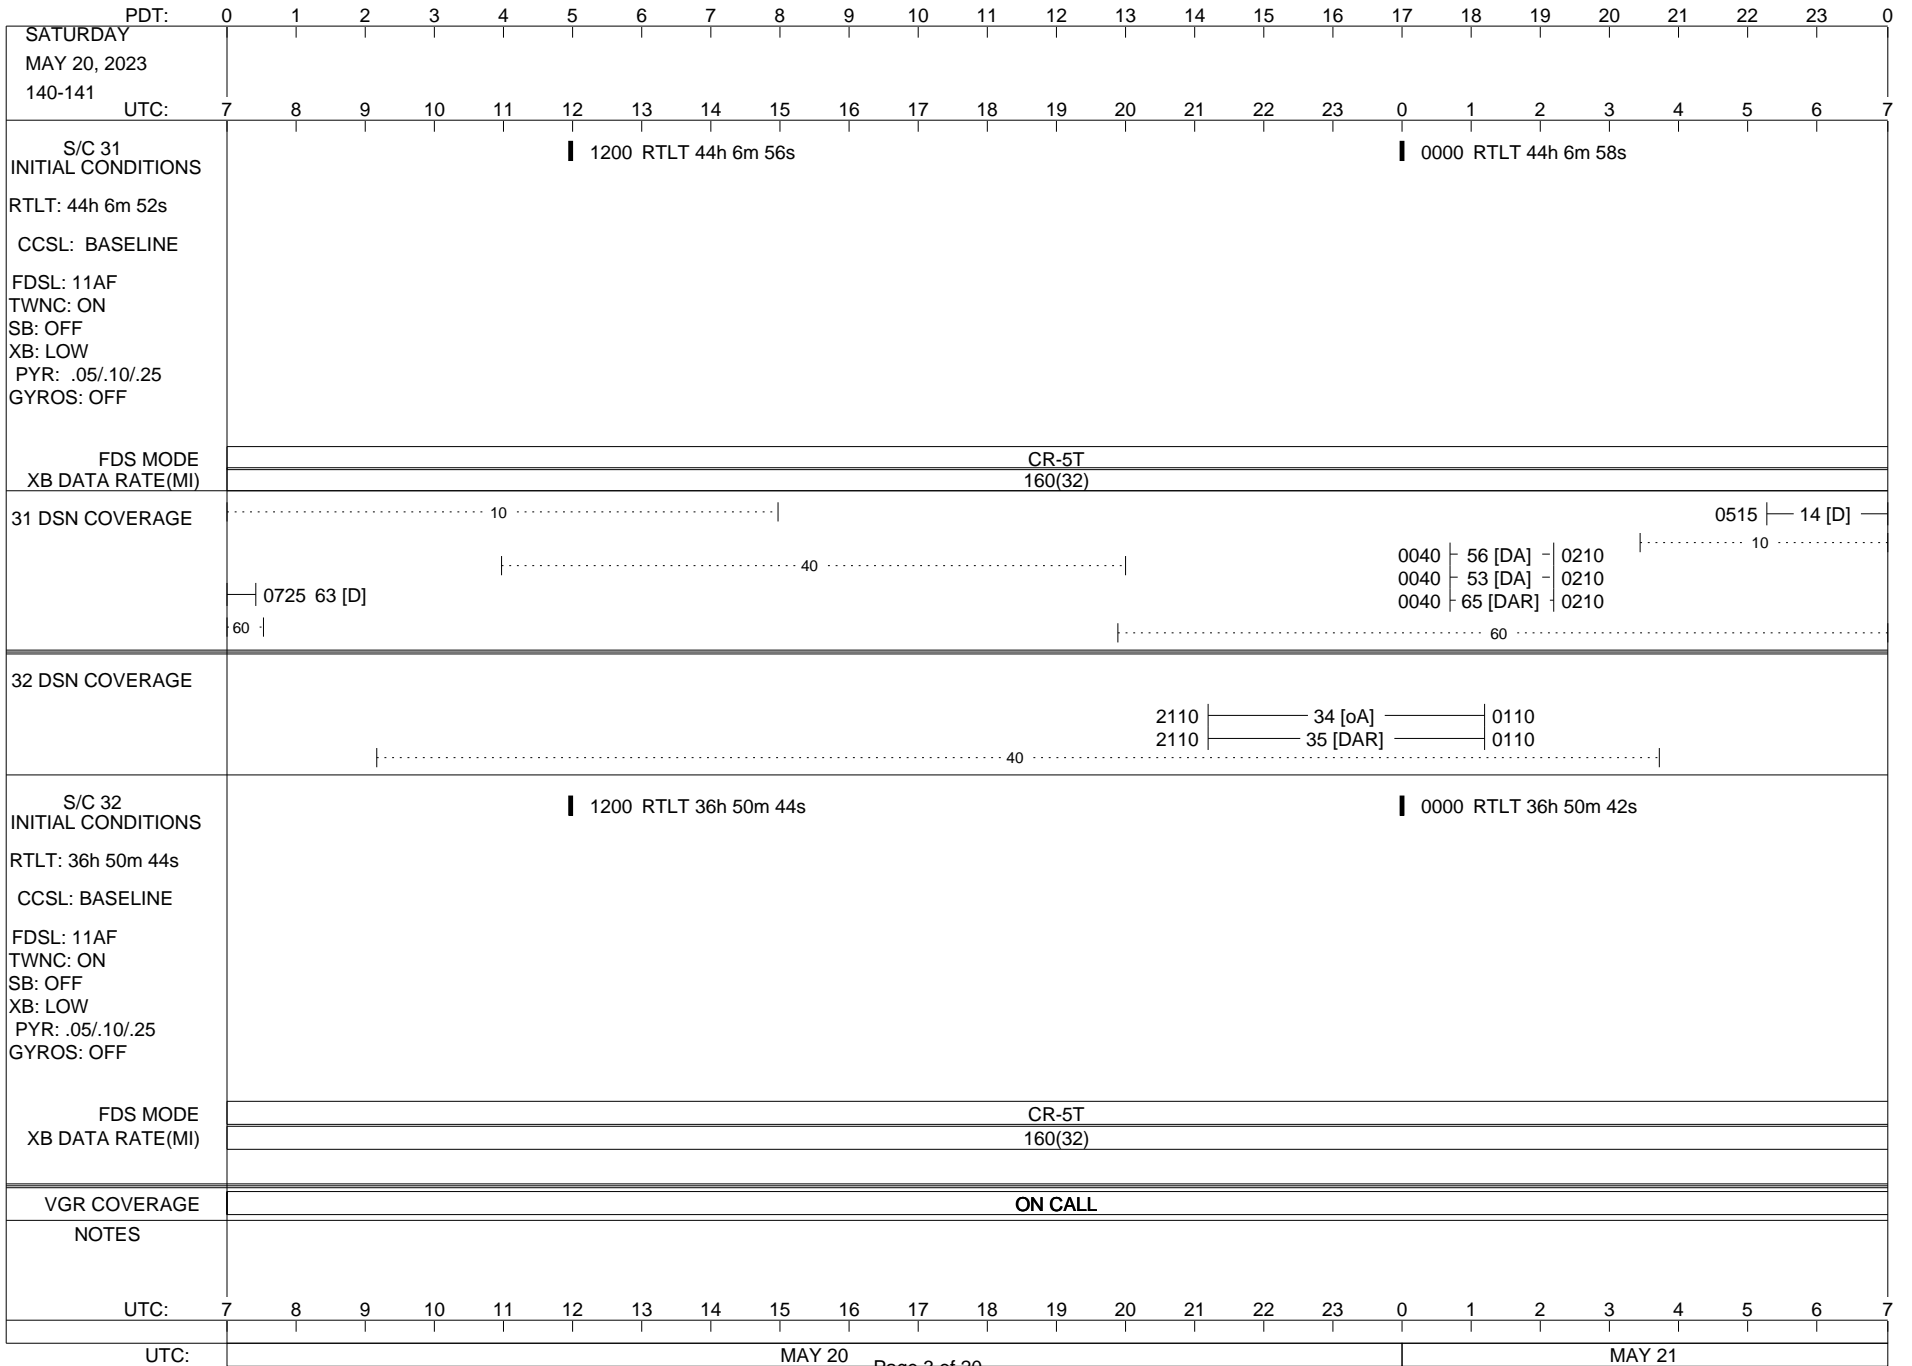 PDT: 0 1 2 3 4 5 6 7 8 9 10 11 12 13 14 15 16 17 18 19 20 21 22 23 0
SATURDAY
MAY 20, 2023
140-141
UTC: 7 8 9 10 11 12 13 14 15 16 17 18 19 20 21 22 23 0 1 2 3 4 5 6 7
S/C 31
INITIAL CONDITIONS
1200 RTLT 44h 6m 56s
0000 RTLT 44h 6m 58s
RTLT: 44h 6m 52s
CCSL: BASELINE
FDSL: 11AF
TWNC: ON
SB: OFF
XB: LOW
PYR: .05/.10/.25
GYROS: OFF
FDS MODE CR-5T
XB DATA RATE(MI) 160(32)
31 DSN COVERAGE
10
0515 14 [D]
10
40
0040 56 [DA] 0210
0040 53 [DA] 0210
0725 63 [D]
0040 65 [DAR] 0210
60
60
32 DSN COVERAGE
2110 34 [oA] 0110
2110 35 [DAR] 0110
40
S/C 32
INITIAL CONDITIONS
1200 RTLT 36h 50m 44s
0000 RTLT 36h 50m 42s
RTLT: 36h 50m 44s
CCSL: BASELINE
FDSL: 11AF
TWNC: ON
SB: OFF
XB: LOW
PYR: .05/.10/.25
GYROS: OFF
FDS MODE CR-5T
XB DATA RATE(MI) 160(32)
VGR COVERAGE ON CALL
NOTES
UTC: 7 8 9 10 11 12 13 14 15 16 17 18 19 20 21 22 23 0 1 2 3 4 5 6 7
UTC: MAY 20 MAY 21
Page 3 of 20